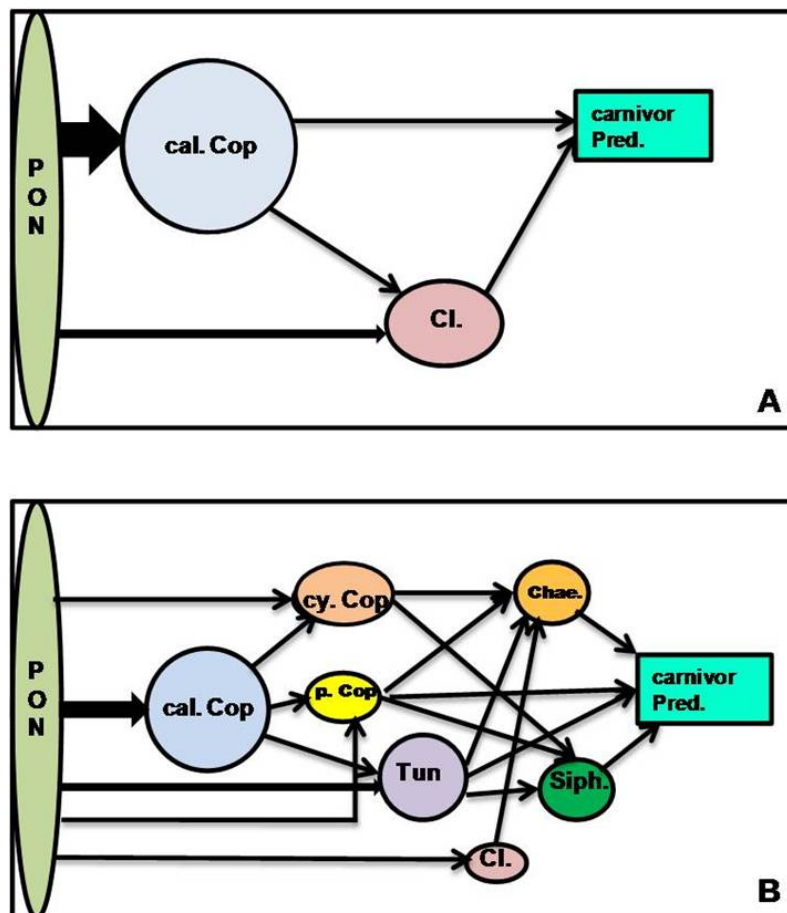 P
O
N
cal. Cop
carnivor
Pred.
Cl.
A
P
O
N
cy. Cop
Chae.
cal. Cop
p. Cop
carnivor
Pred.
Tun
Siph.
Cl.
B